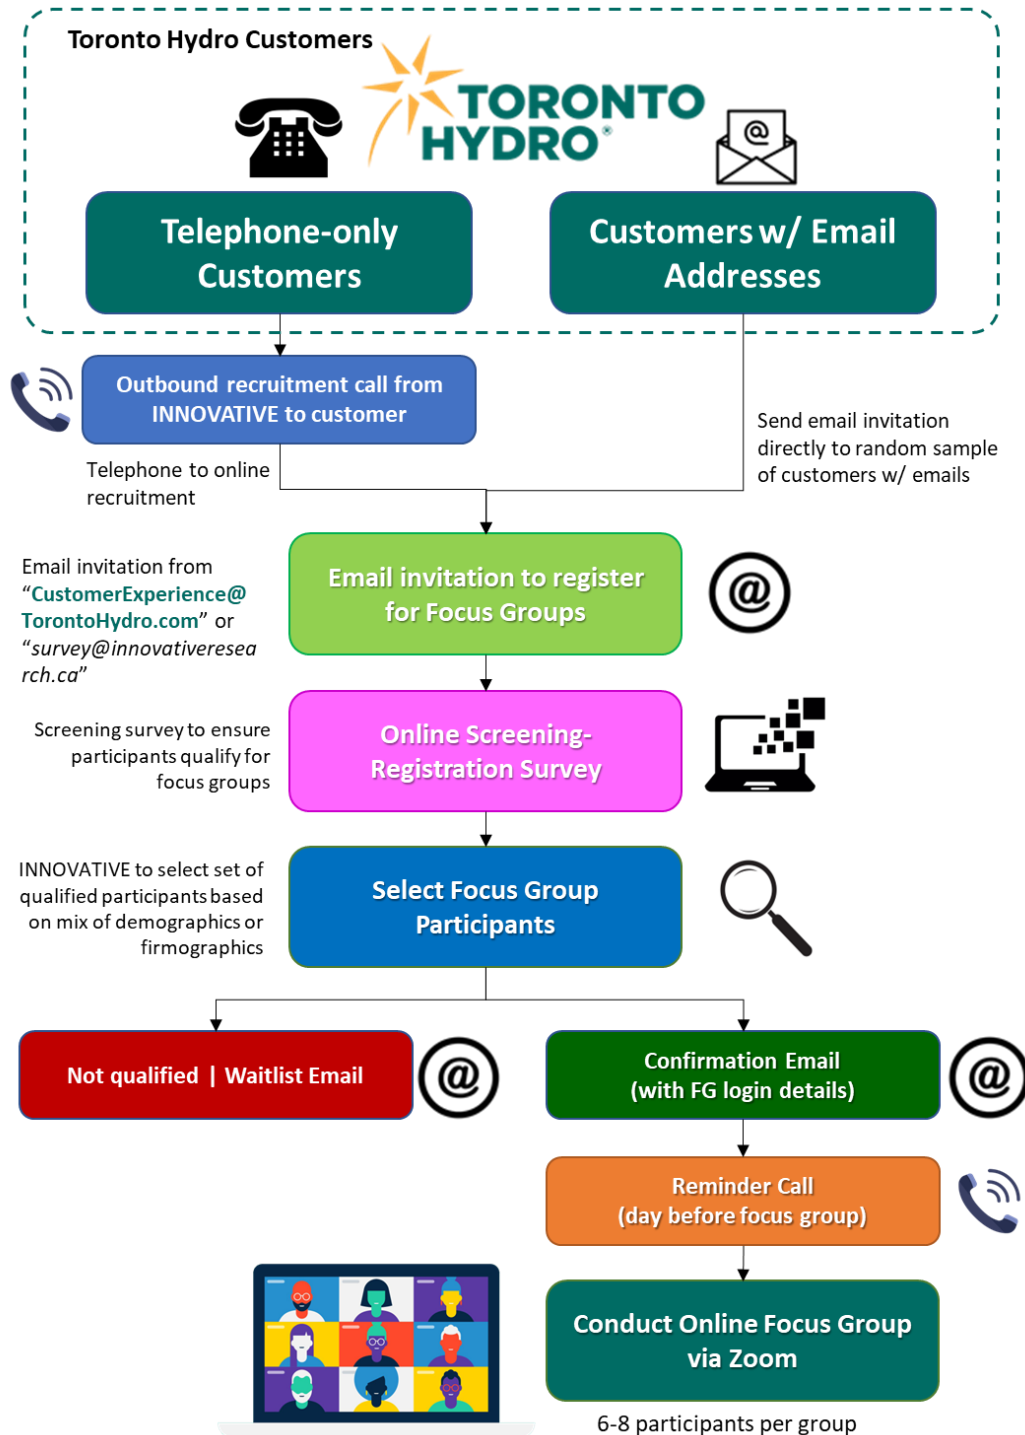 Toronto Hydro Customers
TORONTO
HYDRO®
@
Telephone-only
Customers
Customers w/ Email
Addresses
Outbound recruitment call from
INNOVATIVE to customer
Telephone to online
recruitment
Send email invitation
directly to random sample
of customers w/ emails
Email invitation from
“CustomerExperience@
TorontoHydro.com” or
“survey@innovativeresea
rch.ca”
Email invitation to register
for Focus Groups
@
Screening survey to ensure
participants qualify for
focus groups
Online Screening-
Registration Survey
INNOVATIVE to select set of
qualified participants based
on mix of demographics or
firmographics
Select Focus Group
Participants
Not qualified | Waitlist Email
@
Confirmation Email
(with FG login details)
@
Reminder Call
(day before focus group)
Conduct Online Focus Group
via Zoom
6-8 participants per group